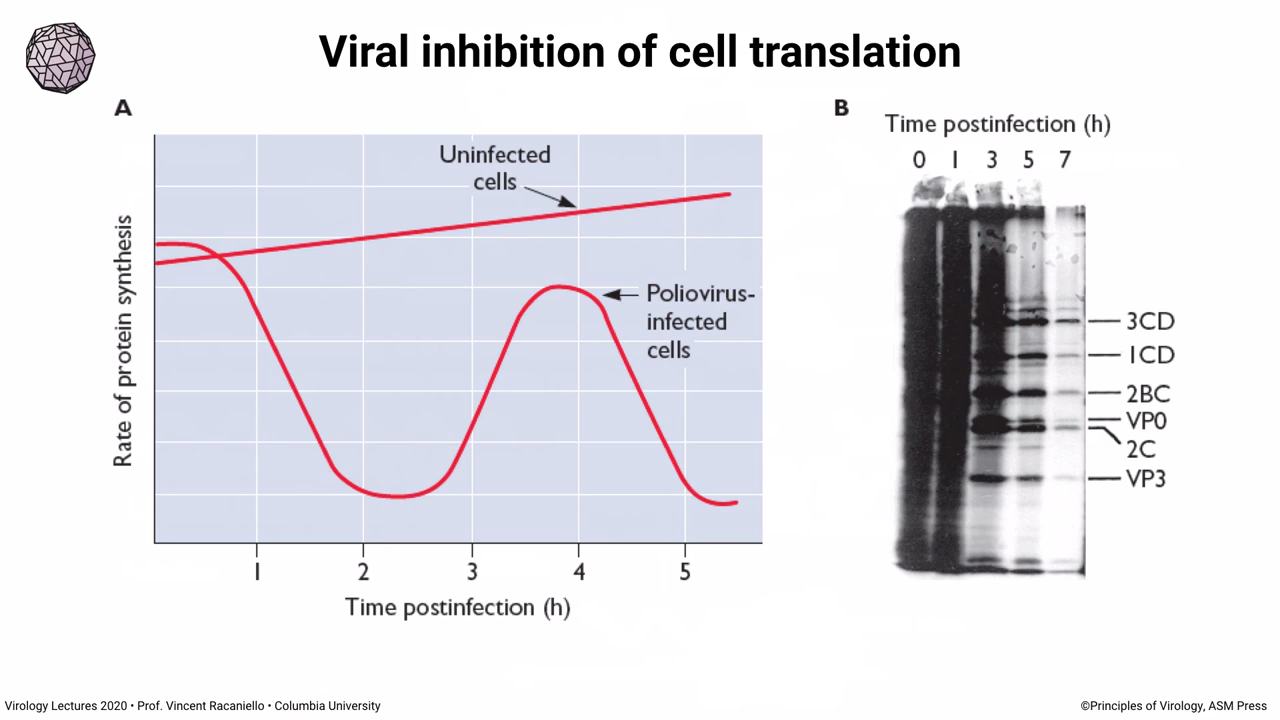 Viral inhibition of cell translation
A
Uninfected
cells
Poliovirus-
infected
cells
Rate of protein synthesis
1 2 3 4 5
Time postinfection (h)
B
Time postinfection (h)
0 1 3 5 7
3CD
1CD
2BC
VP0
2C
VP3
Virology Lectures 2020 • Prof. Vincent Racaniello • Columbia University
©Principles of Virology, ASM Press